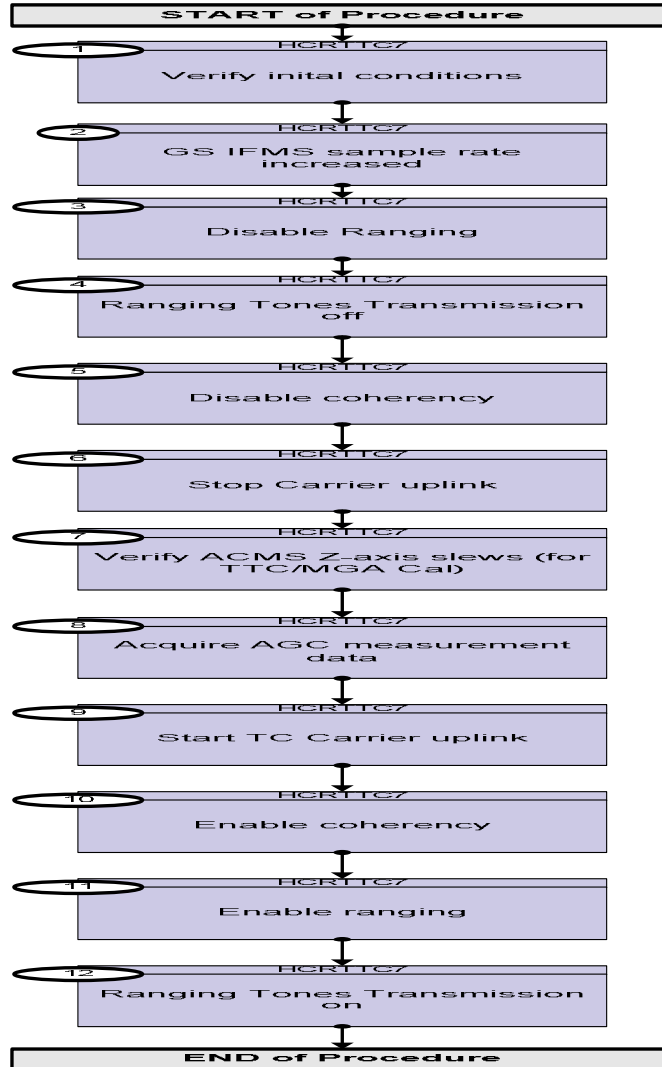 START of Procedure
1
HCRTTC7
Verify inital conditions
2
HCRTTC7
GS IFMS sample rate
increased
3
HCRTTC7
Disable Ranging
4
HCRTTC7
Ranging Tones Transmission
off
5
HCRTTC7
Disable coherency
6
HCRTTC7
Stop Carrier uplink
7
HCRTTC7
Verify ACMS Z-axis slews (for
TTC/MGA Cal)
8
HCRTTC7
Acquire AGC measurement
data
9
HCRTTC7
Start TC Carrier uplink
10
HCRTTC7
Enable coherency
11
HCRTTC7
Enable ranging
12
HCRTTC7
Ranging Tones Transmission
on
END of Procedure